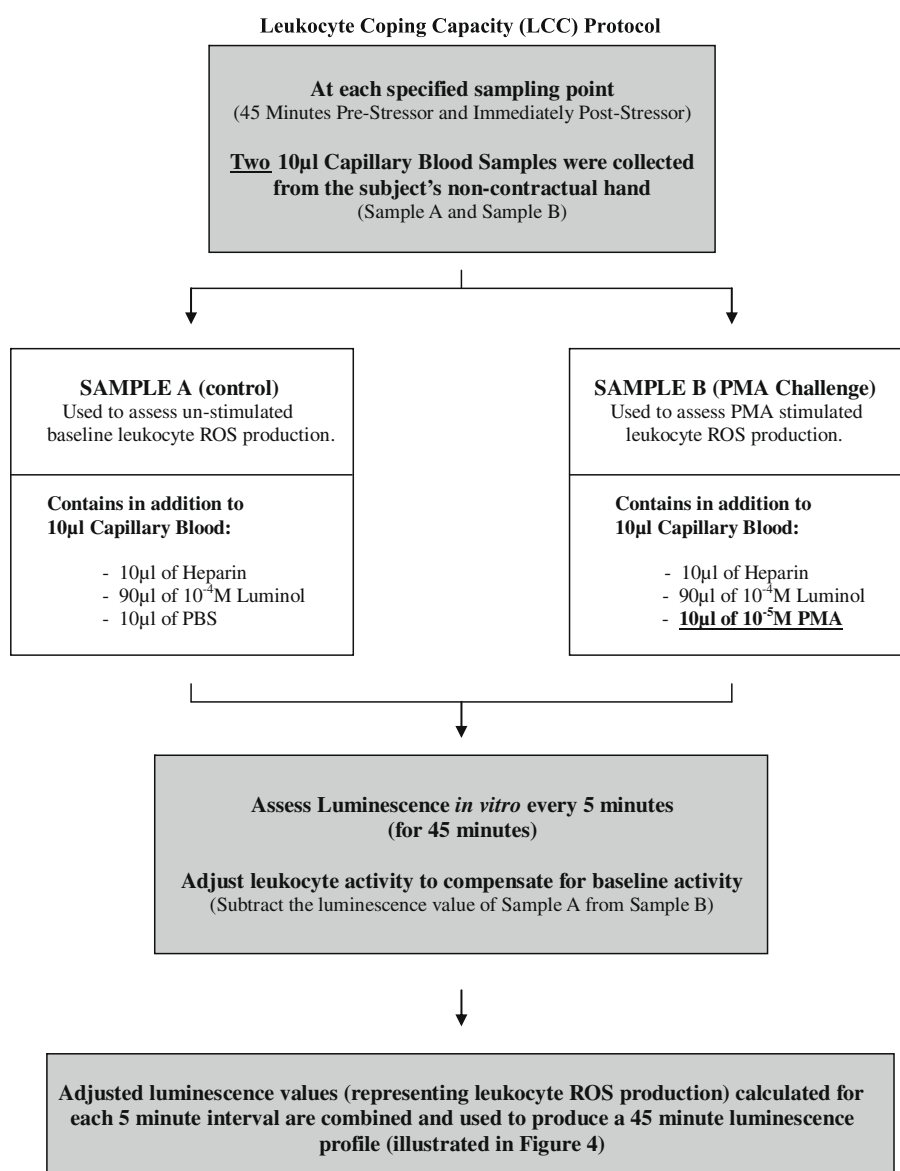 Leukocyte Coping Capacity (LCC) Protocol
At each specified sampling point
(45 Minutes Pre-Stressor and Immediately Post-Stressor)
Two 10µl Capillary Blood Samples were collected
from the subject's non-contractual hand
(Sample A and Sample B)
SAMPLE A (control)
Used to assess un-stimulated
baseline leukocyte ROS production.
Contains in addition to
10µl Capillary Blood:
- 10µl of Heparin
- 90µl of 10⁻⁴M Luminol
- 10µl of PBS
SAMPLE B (PMA Challenge)
Used to assess PMA stimulated
leukocyte ROS production.
Contains in addition to
10µl Capillary Blood:
- 10µl of Heparin
- 90µl of 10⁻⁴M Luminol
- 10µl of 10⁻⁵M PMA
Assess Luminescence in vitro every 5 minutes
(for 45 minutes)
Adjust leukocyte activity to compensate for baseline activity
(Subtract the luminescence value of Sample A from Sample B)
Adjusted luminescence values (representing leukocyte ROS production) calculated for
each 5 minute interval are combined and used to produce a 45 minute luminescence
profile (illustrated in Figure 4)